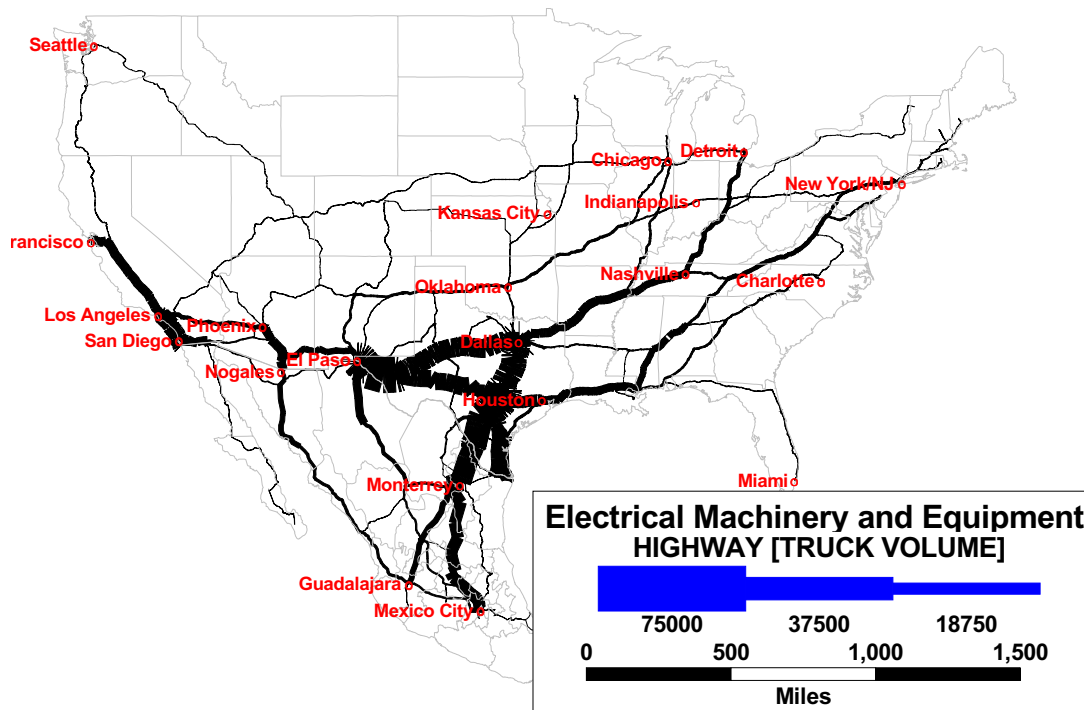 Seattle
Chicago
Detroit
New York/NJ
Kansas City
Indianapolis
rancisco
Nashville
Charlotte
Oklahoma
Los Angeles
Phoenix
San Diego
Dallas
El Paso
Nogales
Houston
Miami
Monterrey
Guadalajara
Mexico City
Electrical Machinery and Equipment
HIGHWAY [TRUCK VOLUME]
75000 37500 18750
0 500 1,000 1,500
Miles